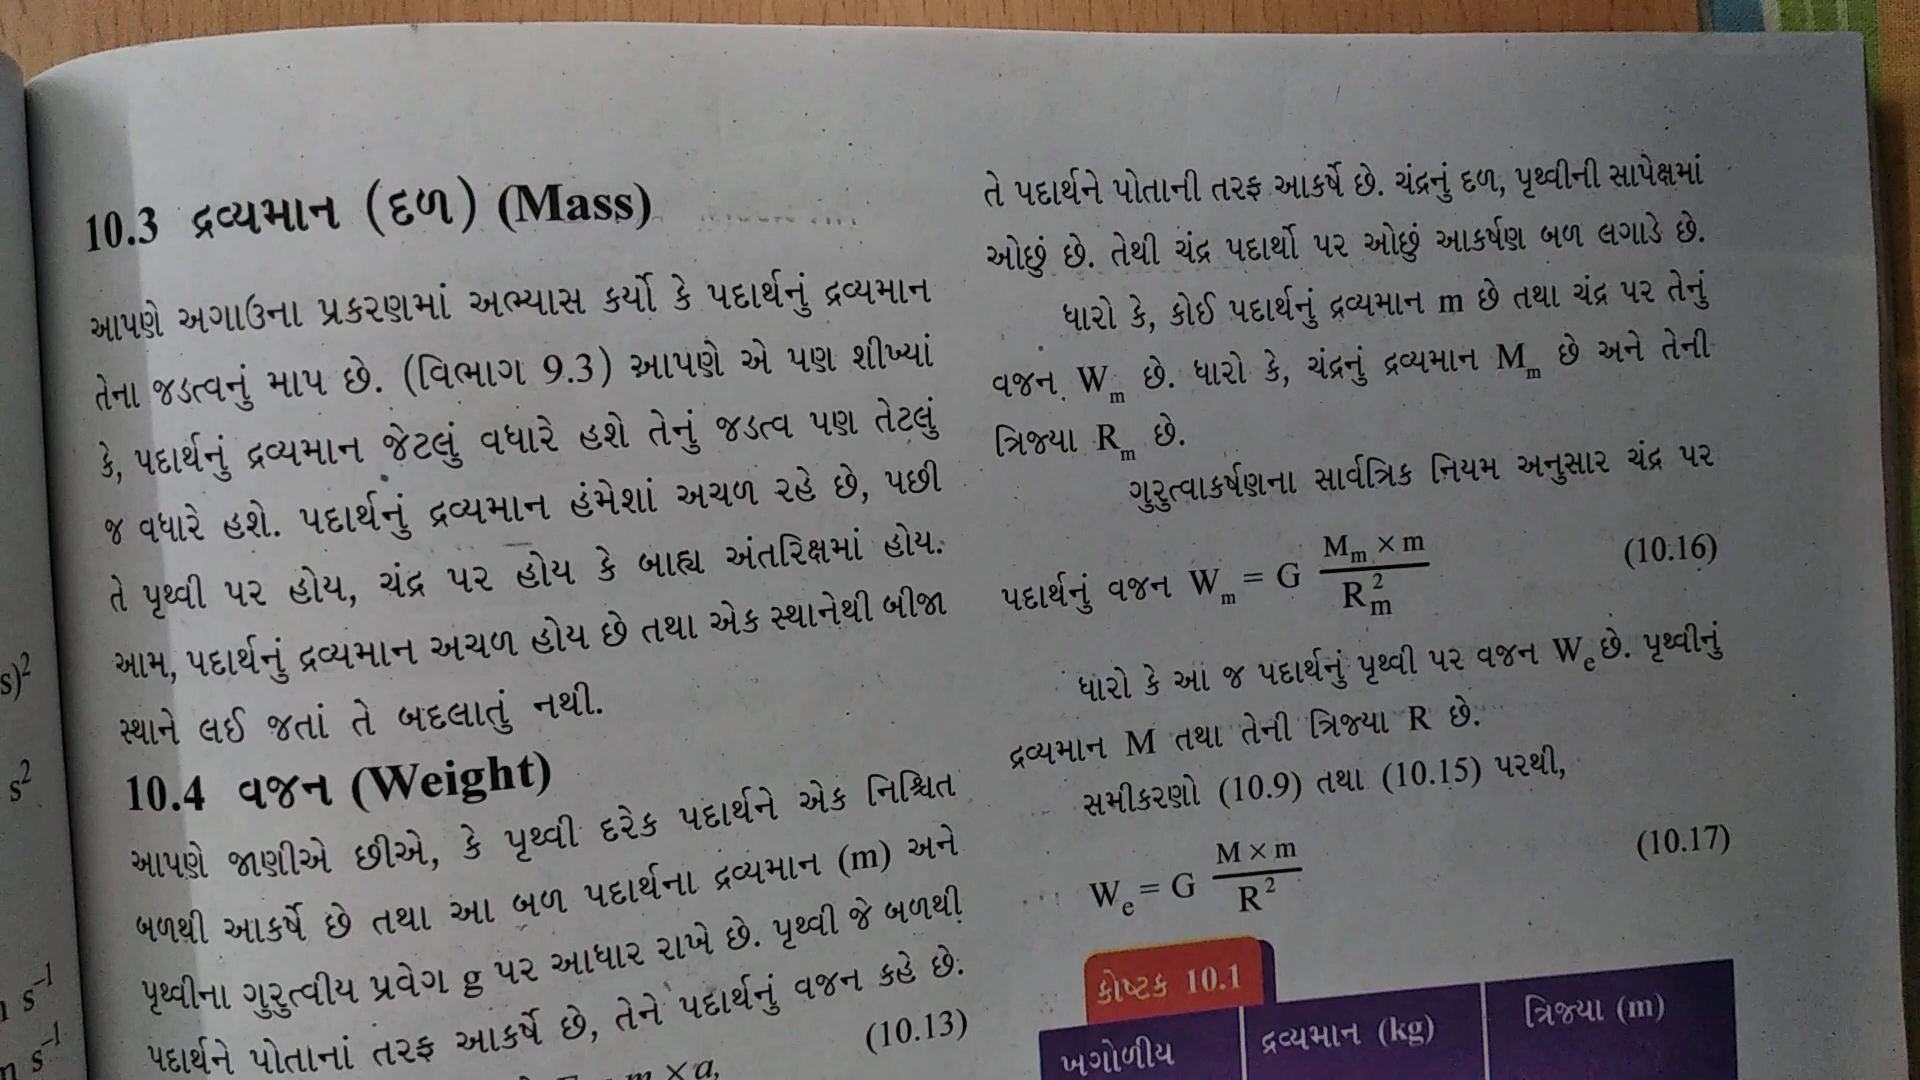 10.3 દ્રવ્યમાન (દળ) (Mass)
આપણે અગાઉના પ્રકરણમાં અભ્યાસ કર્યો કે પદાર્થનું દ્રવ્યમાન
તેના જડત્વનું માપ છે. (વિભાગ 9.3) આપણે એ પણ શીખ્યાં
કે, પદાર્થનું દ્રવ્યમાન જેટલું વધારે હશે તેનું જડત્વ પણ તેટલું
જ વધારે હશે. પદાર્થનું દ્રવ્યમાન હંમેશાં અચળ રહે છે, પછી
તે પૃથ્વી પર હોય, ચંદ્ર પર હોય કે બાહ્ય અંતરિક્ષમાં હોય.
આમ, પદાર્થનું દ્રવ્યમાન અચળ હોય છે તથા એક સ્થાનેથી બીજા
સ્થાને લઈ જતાં તે બદલાતું નથી.
10.4 વજન (Weight)
આપણે જાણીએ છીએ, કે પૃથ્વી દરેક પદાર્થને એક નિશ્ચિત
બળથી આકર્ષે છે તથા આ બળ પદાર્થના દ્રવ્યમાન (m) અને
પૃથ્વીના ગુરુત્વીય પ્રવેગ g પર આધાર રાખે છે. પૃથ્વી જે બળથી
પદાર્થને પોતાનાં તરફ આકર્ષે છે, તેને પદાર્થનું વજન કહે છે.
(10.13)
m × a,
તે પદાર્થને પોતાની તરફ આકર્ષે છે. ચંદ્રનું દળ, પૃથ્વીની સાપેક્ષમાં
ઓછું છે. તેથી ચંદ્ર પદાર્થો પર ઓછું આકર્ષણ બળ લગાડે છે.
ધારો કે, કોઈ પદાર્થનું દ્રવ્યમાન m છે તથા ચંદ્ર પર તેનું
વજન W_m છે. ધારો કે, ચંદ્રનું દ્રવ્યમાન M_m છે અને તેની
ત્રિજ્યા R_m છે.
ગુરુત્વાકર્ષણના સાર્વત્રિક નિયમ અનુસાર ચંદ્ર પર
પદાર્થનું વજન W_m = G (M_m × m) / R_m² (10.16)
ધારો કે આ જ પદાર્થનું પૃથ્વી પર વજન W_e છે. પૃથ્વીનું
દ્રવ્યમાન M તથા તેની ત્રિજ્યા R છે.
સમીકરણો (10.9) તથા (10.15) પરથી,
W_e = G (M × m) / R² (10.17)
કોષ્ટક 10.1
ખગોળીય દ્રવ્યમાન (kg) ત્રિજ્યા (m)
s)²
s²
s⁻¹
s⁻¹